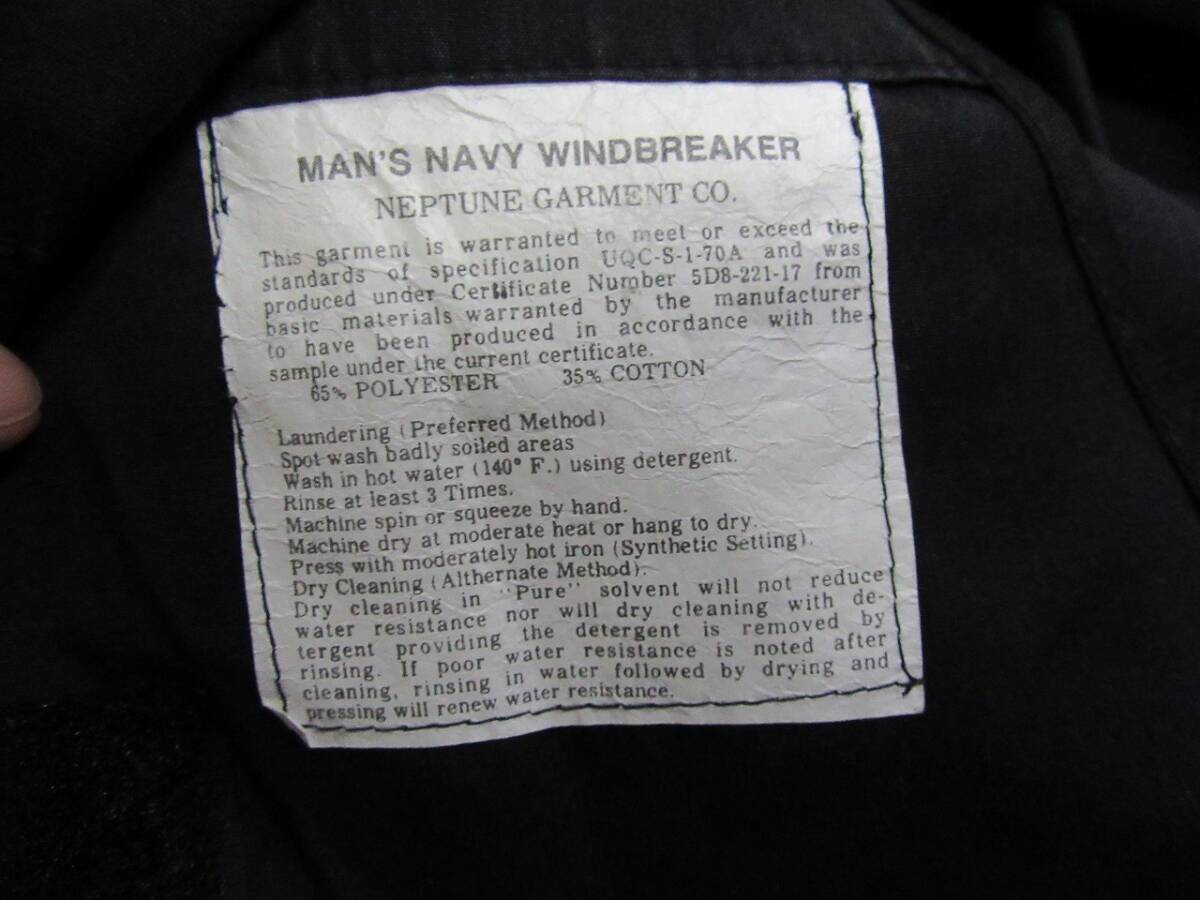 MAN'S NAVY WINDBREAKER
NEPTUNE GARMENT CO.
This garment is warranted to meet or exceed the
standards of specification UQC-S-1-70A and was
produced under Certificate Number 5D8-221-17 from
basic materials warranted by the manufacturer
to have been produced in accordance with the
sample under the current certificate.
65% POLYESTER 35% COTTON
Laundering (Preferred Method)
Spot wash badly soiled areas
Wash in hot water (140° F.) using detergent.
Rinse at least 3 Times.
Machine spin or squeeze by hand.
Machine dry at moderate heat or hang to dry.
Press with moderately hot iron (Synthetic Setting).
Dry Cleaning (Althernate Method).
Dry cleaning in "Pure" solvent will not reduce
water resistance nor will dry cleaning with de-
tergent providing the detergent is removed by
rinsing. If poor water resistance is noted after
cleaning, rinsing in water followed by drying and
pressing will renew water resistance.